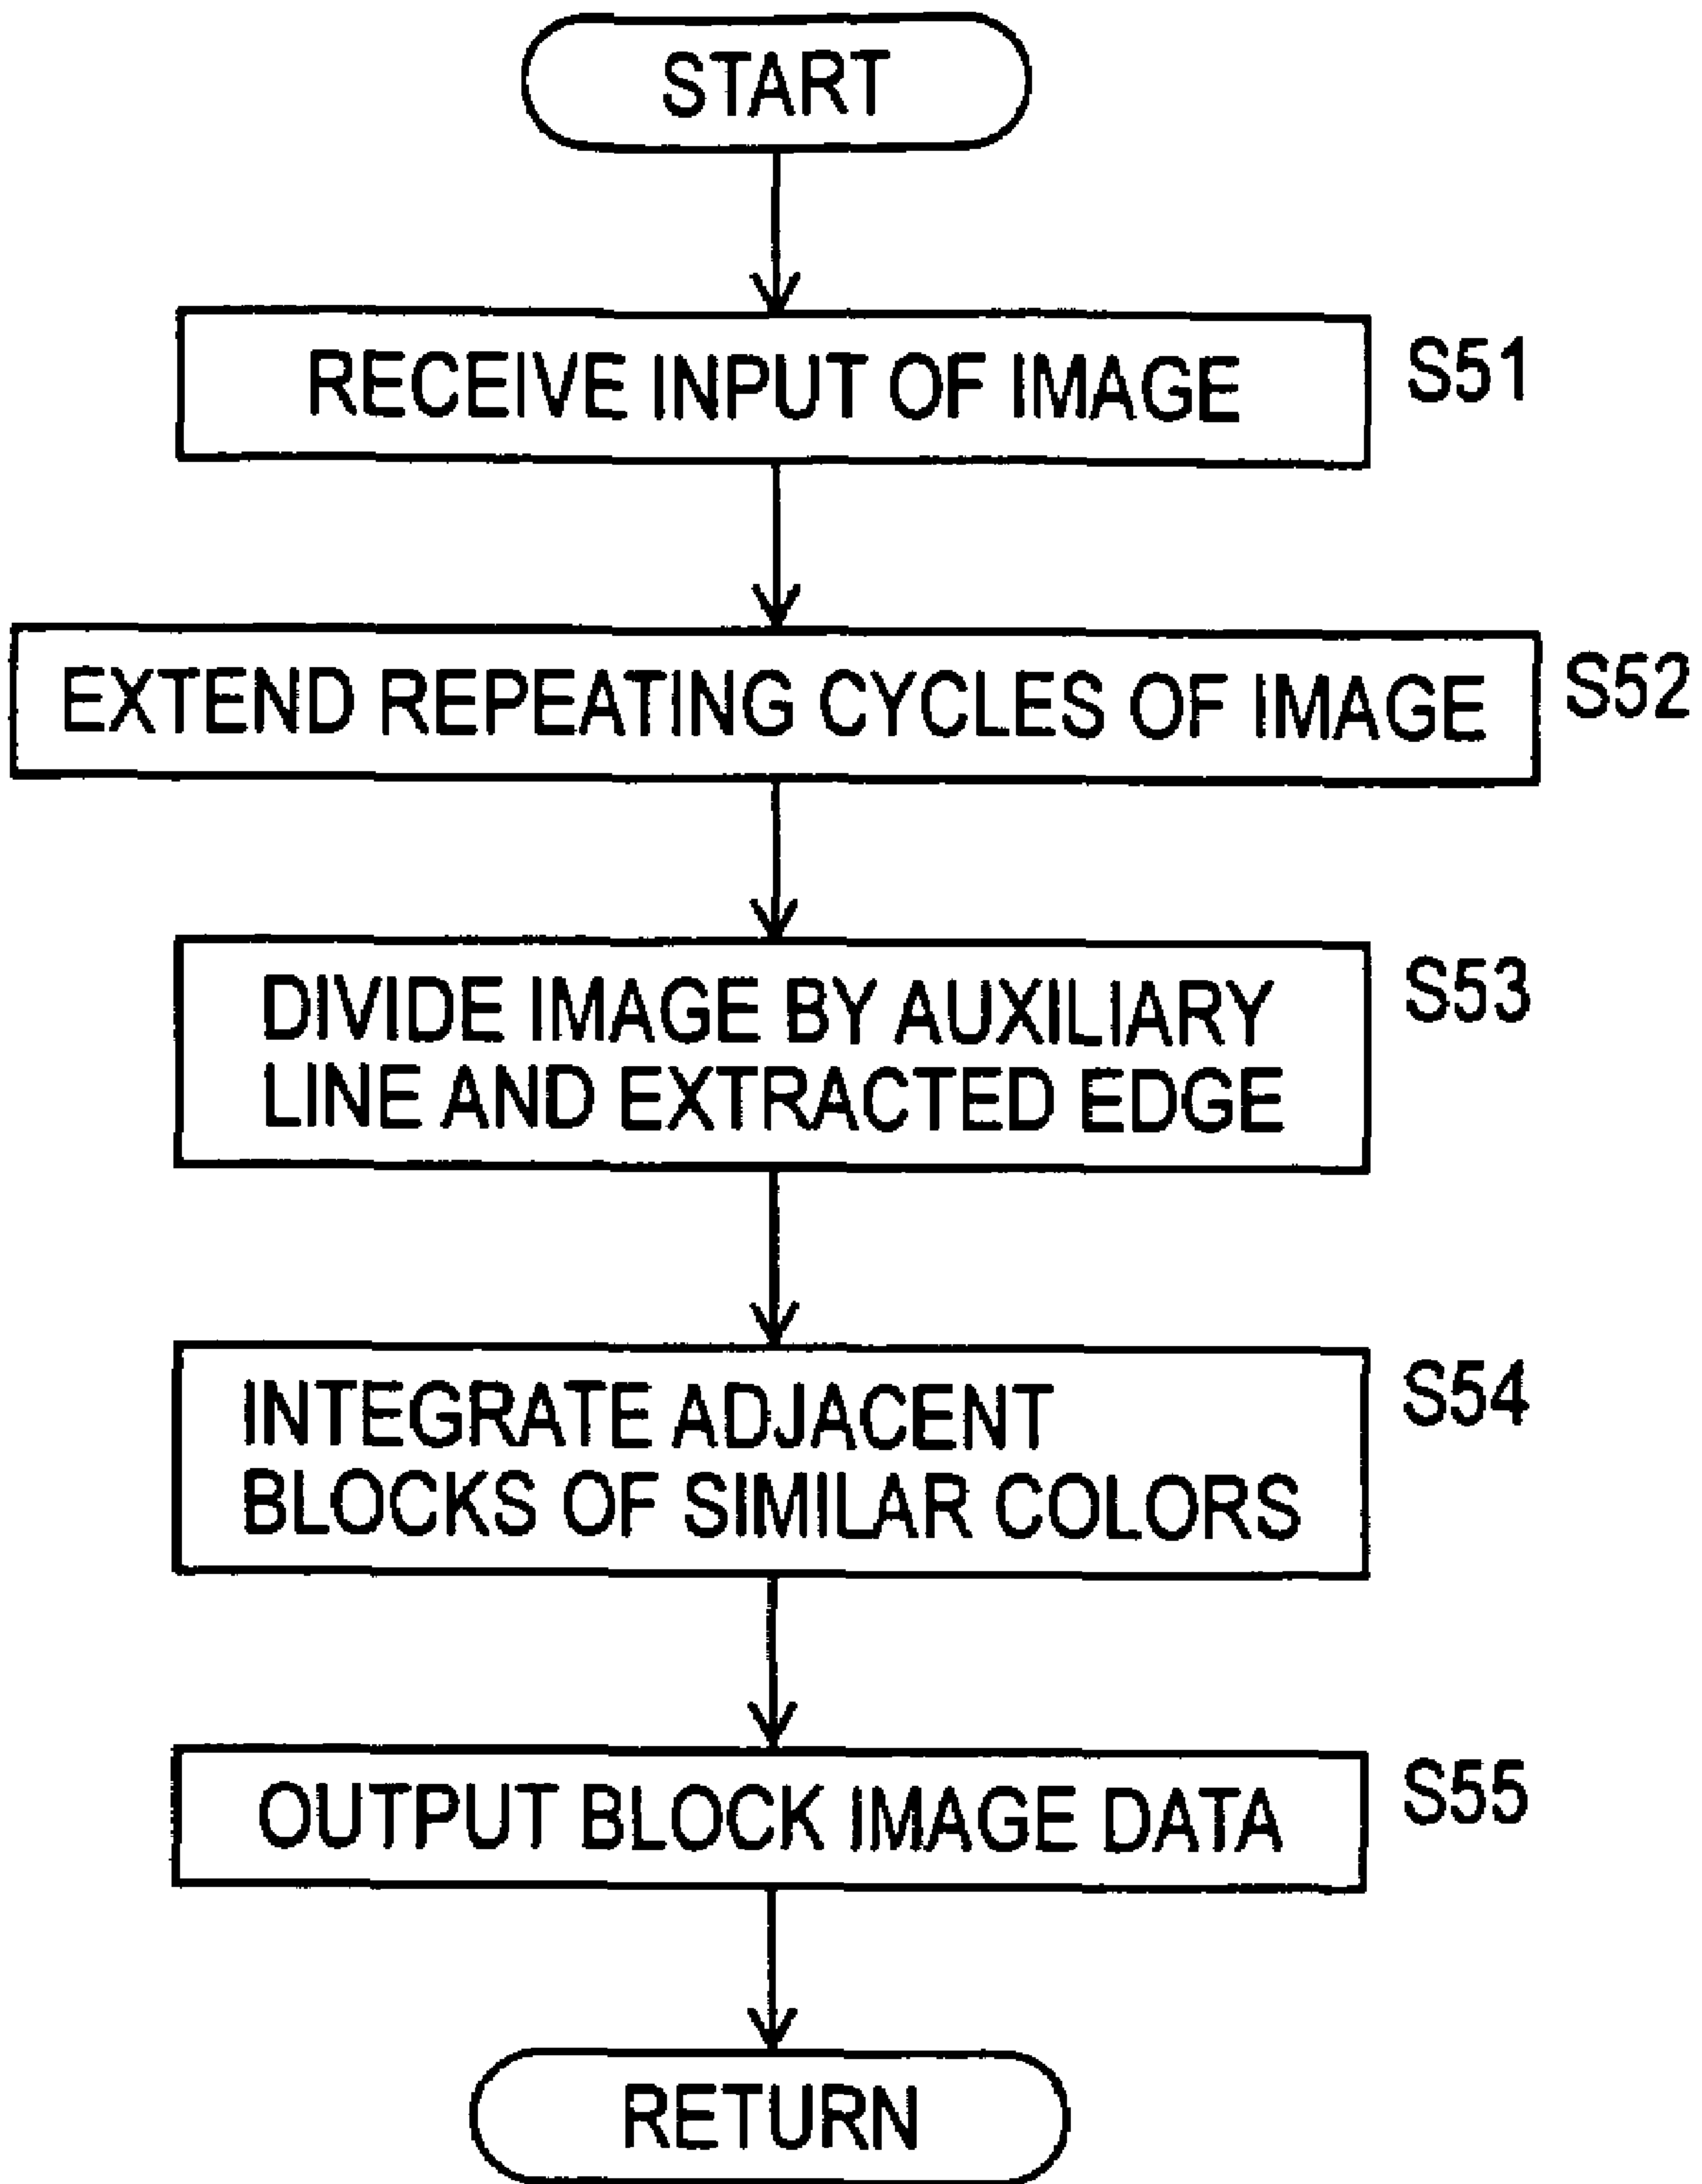 START
RECEIVE INPUT OF IMAGE
S51
EXTEND REPEATING CYCLES OF IMAGE
S52
DIVIDE IMAGE BY AUXILIARY
LINE AND EXTRACTED EDGE
S53
INTEGRATE ADJACENT
BLOCKS OF SIMILAR COLORS
S54
OUTPUT BLOCK IMAGE DATA
S55
RETURN